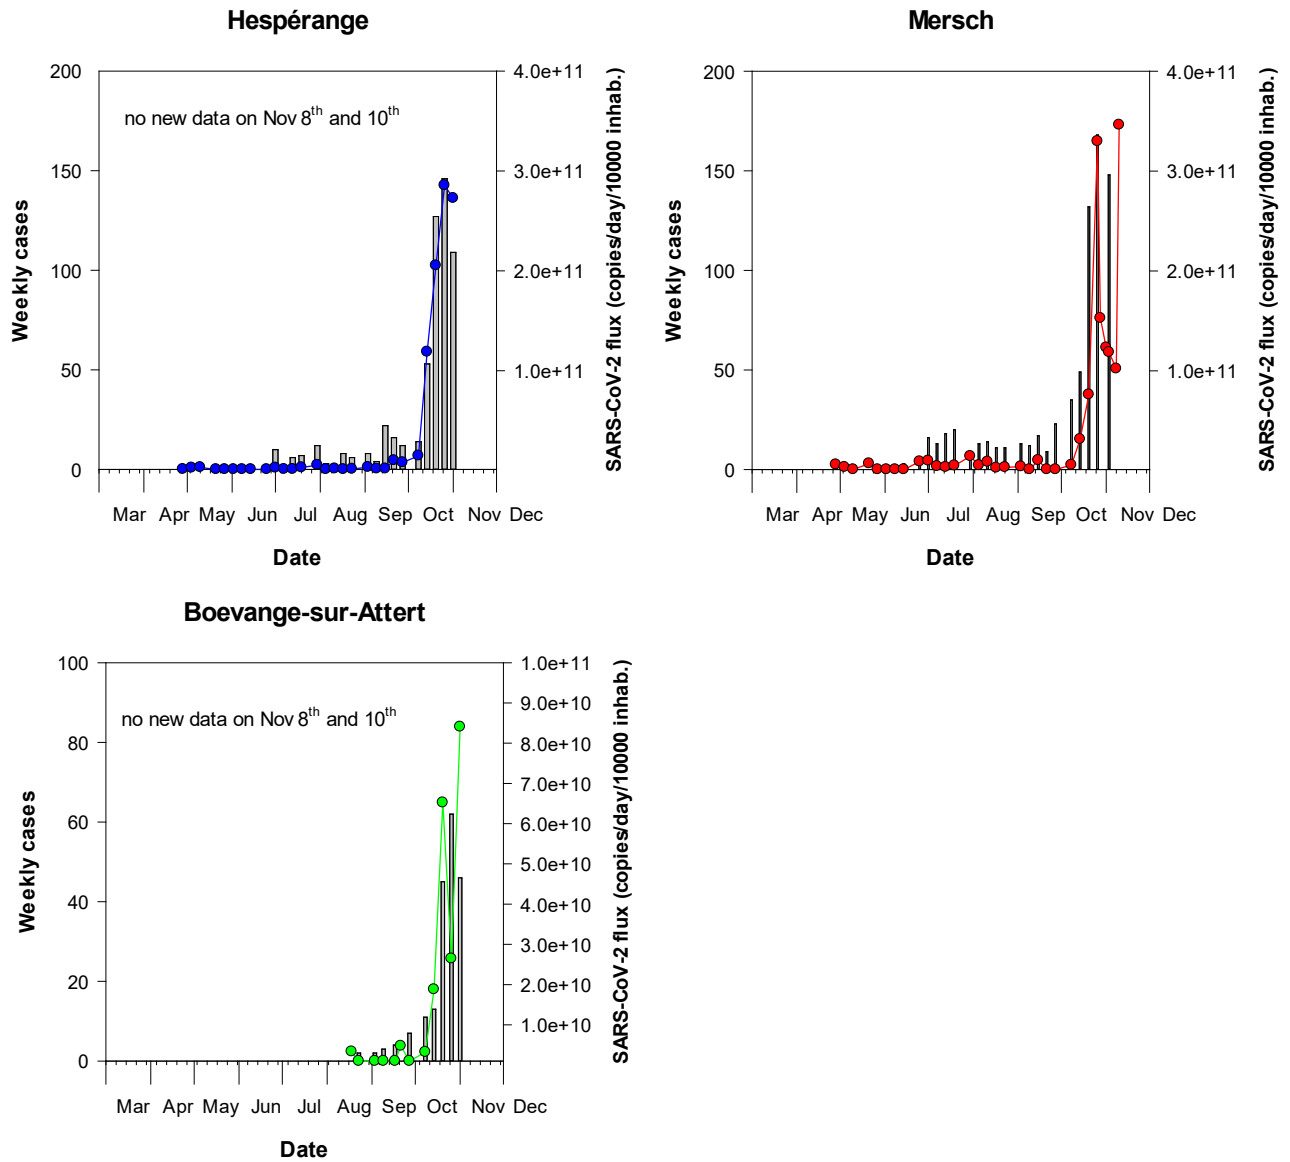 Hespérange
200
150
100
50
0
4.0e+11
3.0e+11
2.0e+11
1.0e+11
Weekly cases
SARS-CoV-2 flux (copies/day/10000 inhab.)
no new data on Nov 8th and 10th
Mar Apr May Jun Jul Aug Sep Oct Nov Dec
Date
Mersch
200
150
100
50
0
4.0e+11
3.0e+11
2.0e+11
1.0e+11
Weekly cases
SARS-CoV-2 flux (copies/day/10000 inhab.)
Mar Apr May Jun Jul Aug Sep Oct Nov Dec
Date
Boevange-sur-Attert
100
80
60
40
20
0
1.0e+11
9.0e+10
8.0e+10
7.0e+10
6.0e+10
5.0e+10
4.0e+10
3.0e+10
2.0e+10
1.0e+10
Weekly cases
SARS-CoV-2 flux (copies/day/10000 inhab.)
no new data on Nov 8th and 10th
Mar Apr May Jun Jul Aug Sep Oct Nov Dec
Date